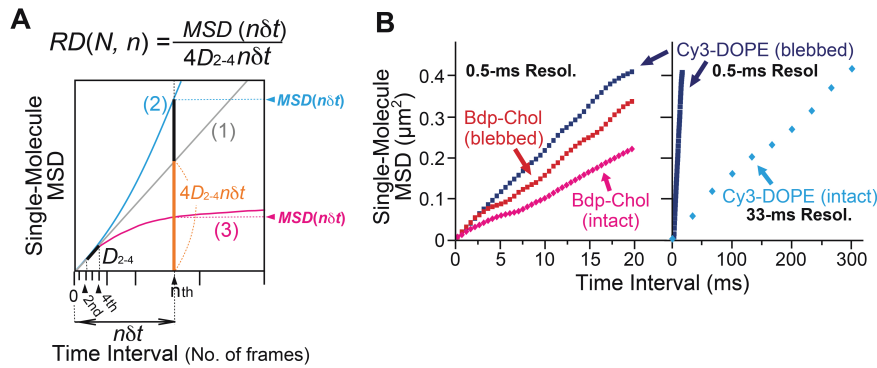 A
RD(N, n) = MSD (nδt)
4D2-4nδt
(2)
MSD(nδt)
(1)
Single-Molecule
MSD
4D2-4nδt
MSD(nδt)
(3)
D2-4
0
2nd
4th
nth
nδt
Time Interval (No. of frames)
B
Single-Molecule
MSD (μm²)
0.4
0.3
0.2
0.1
0
0.5-ms Resol.
Cy3-DOPE (blebbed)
0.5-ms Resol
Bdp-Chol
(blebbed)
Bdp-Chol
(intact)
Cy3-DOPE (intact)
33-ms Resol.
0 5 10 15 20
0 100 200 300
Time Interval (ms)